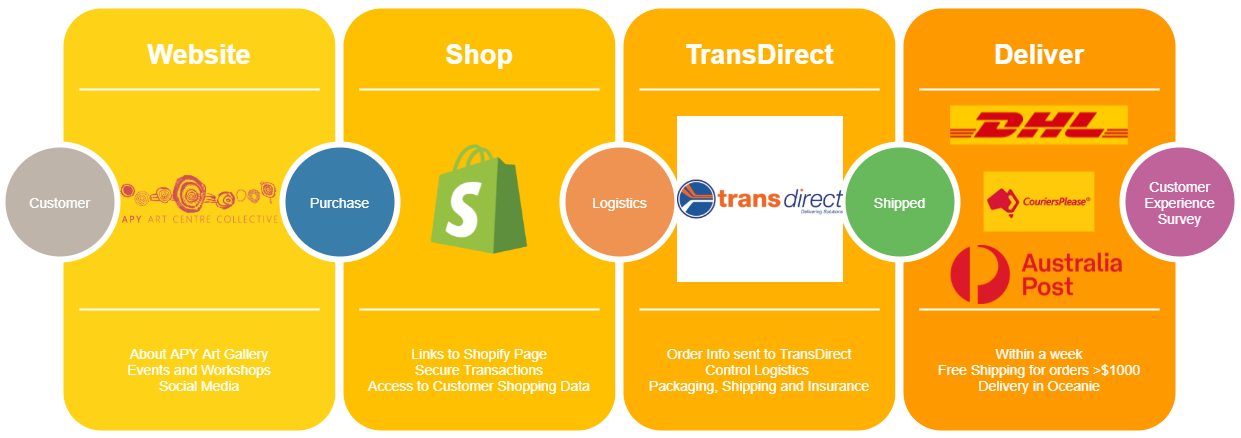 Website
Shop
TransDirect
Deliver
Customer
APY ART CENTRE COLLECTIVE
Purchase
S
Logistics
transdirect
Delivering Solutions
Shipped
DHL
CouriersPlease®
Australia
Post
Customer
Experience
Survey
About APY Art Gallery
Events and Workshops
Social Media
Links to Shopify Page
Secure Transactions
Access to Customer Shopping Data
Order Info sent to TransDirect
Control Logistics
Packaging, Shipping and Insurance
Within a week
Free Shipping for orders >$1000
Delivery in Oceanie